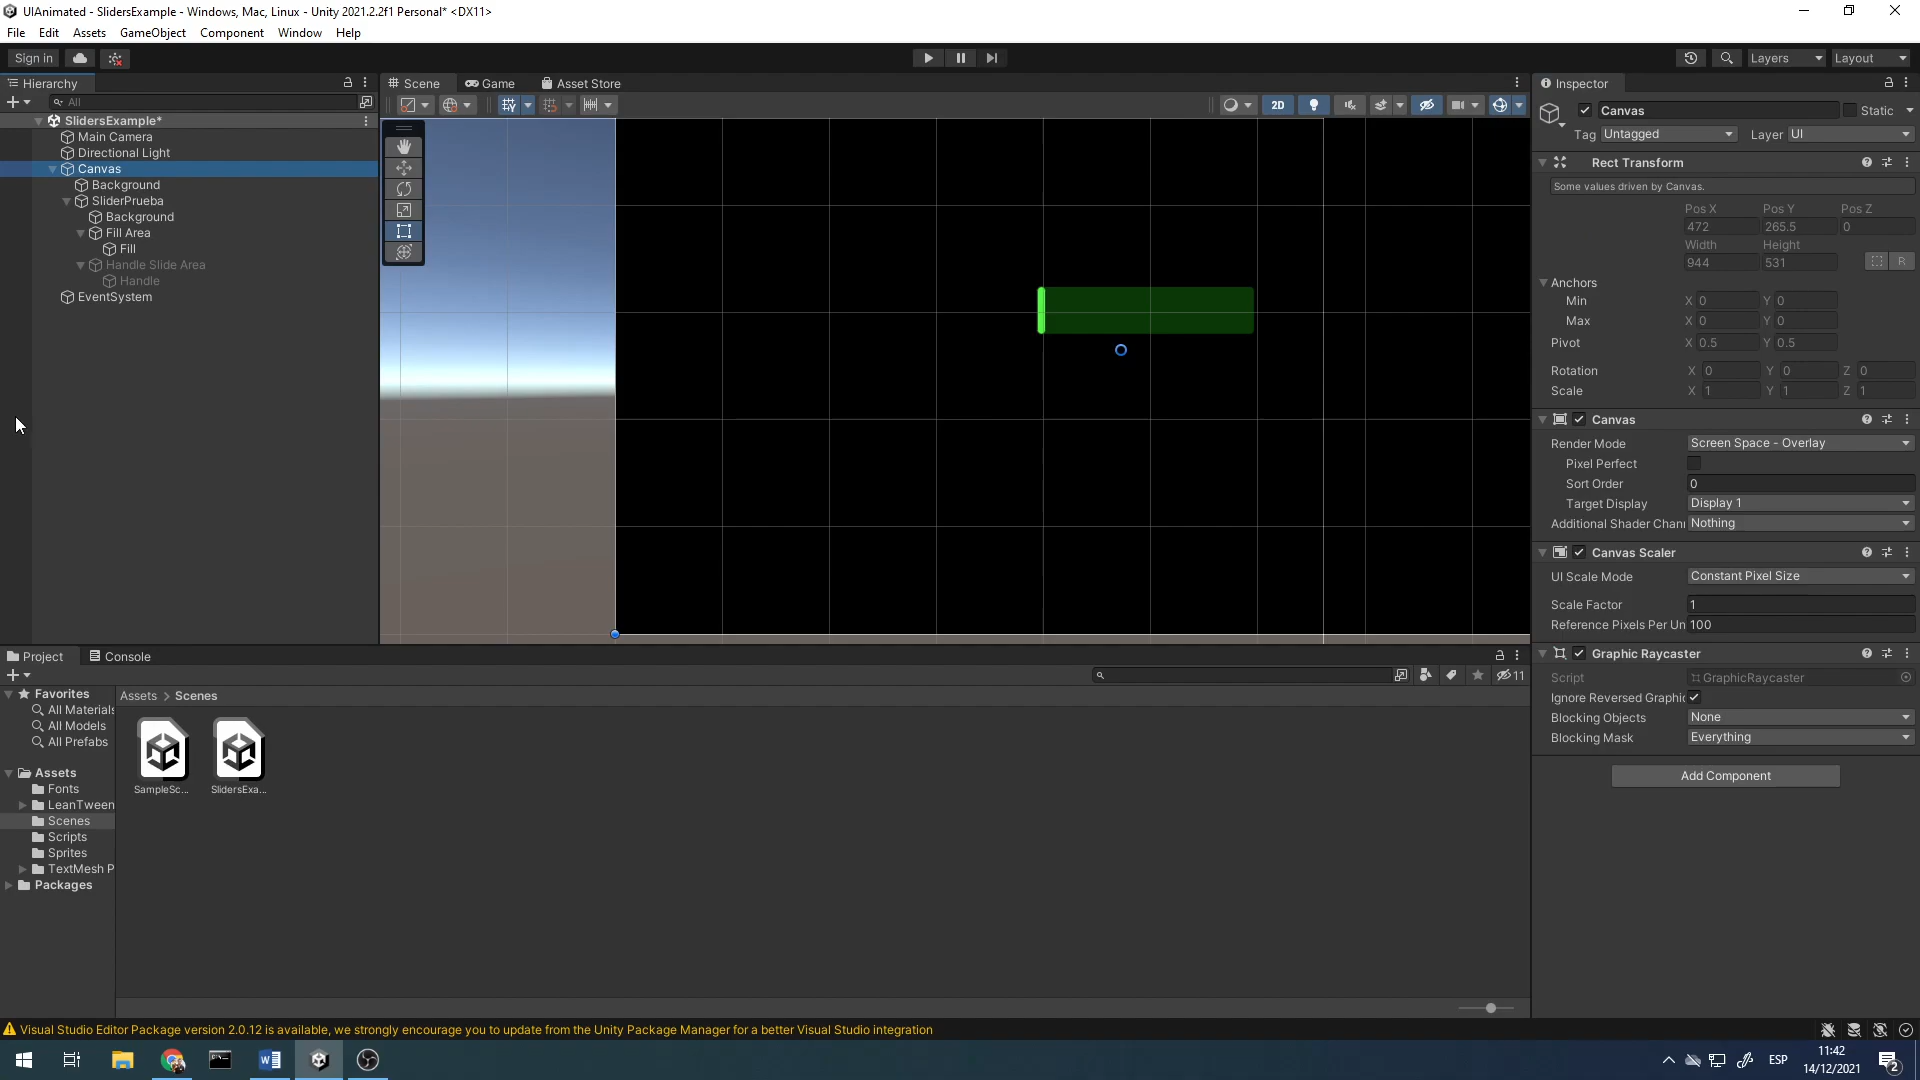 UIAnimated - SlidersExample - Windows, Mac, Linux - Unity 2021.2.2f1 Personal* <DX11>
File Edit Assets GameObject Component Window Help
Sign in
Layers
Layout
Hierarchy
All
SlidersExample*
Main Camera
Directional Light
Canvas
Background
SliderPrueba
Background
Fill Area
Fill
Handle Slide Area
Handle
EventSystem
Scene
Game
Asset Store
2D
Inspector
Canvas
Static
Tag Untagged
Layer UI
Rect Transform
Some values driven by Canvas.
Pos X Pos Y Pos Z
472 265.5 0
Width Height
944 531
R
Anchors
Min X 0 Y 0
Max X 0 Y 0
Pivot X 0.5 Y 0.5
Rotation X 0 Y 0 Z 0
Scale X 1 Y 1 Z 1
Canvas
Render Mode Screen Space - Overlay
Pixel Perfect
Sort Order 0
Target Display Display 1
Additional Shader Chann Nothing
Canvas Scaler
UI Scale Mode Constant Pixel Size
Scale Factor 1
Reference Pixels Per Un 100
Graphic Raycaster
Script GraphicRaycaster
Ignore Reversed Graphic
Blocking Objects None
Blocking Mask Everything
Add Component
Project
Console
11
Favorites
All Materials
All Models
All Prefabs
Assets
Fonts
LeanTween
Scenes
Scripts
Sprites
TextMesh P
Packages
Assets > Scenes
SampleSc...
SlidersExa...
Visual Studio Editor Package version 2.0.12 is available, we strongly encourage you to update from the Unity Package Manager for a better Visual Studio integration
ESP
11:42
14/12/2021
2